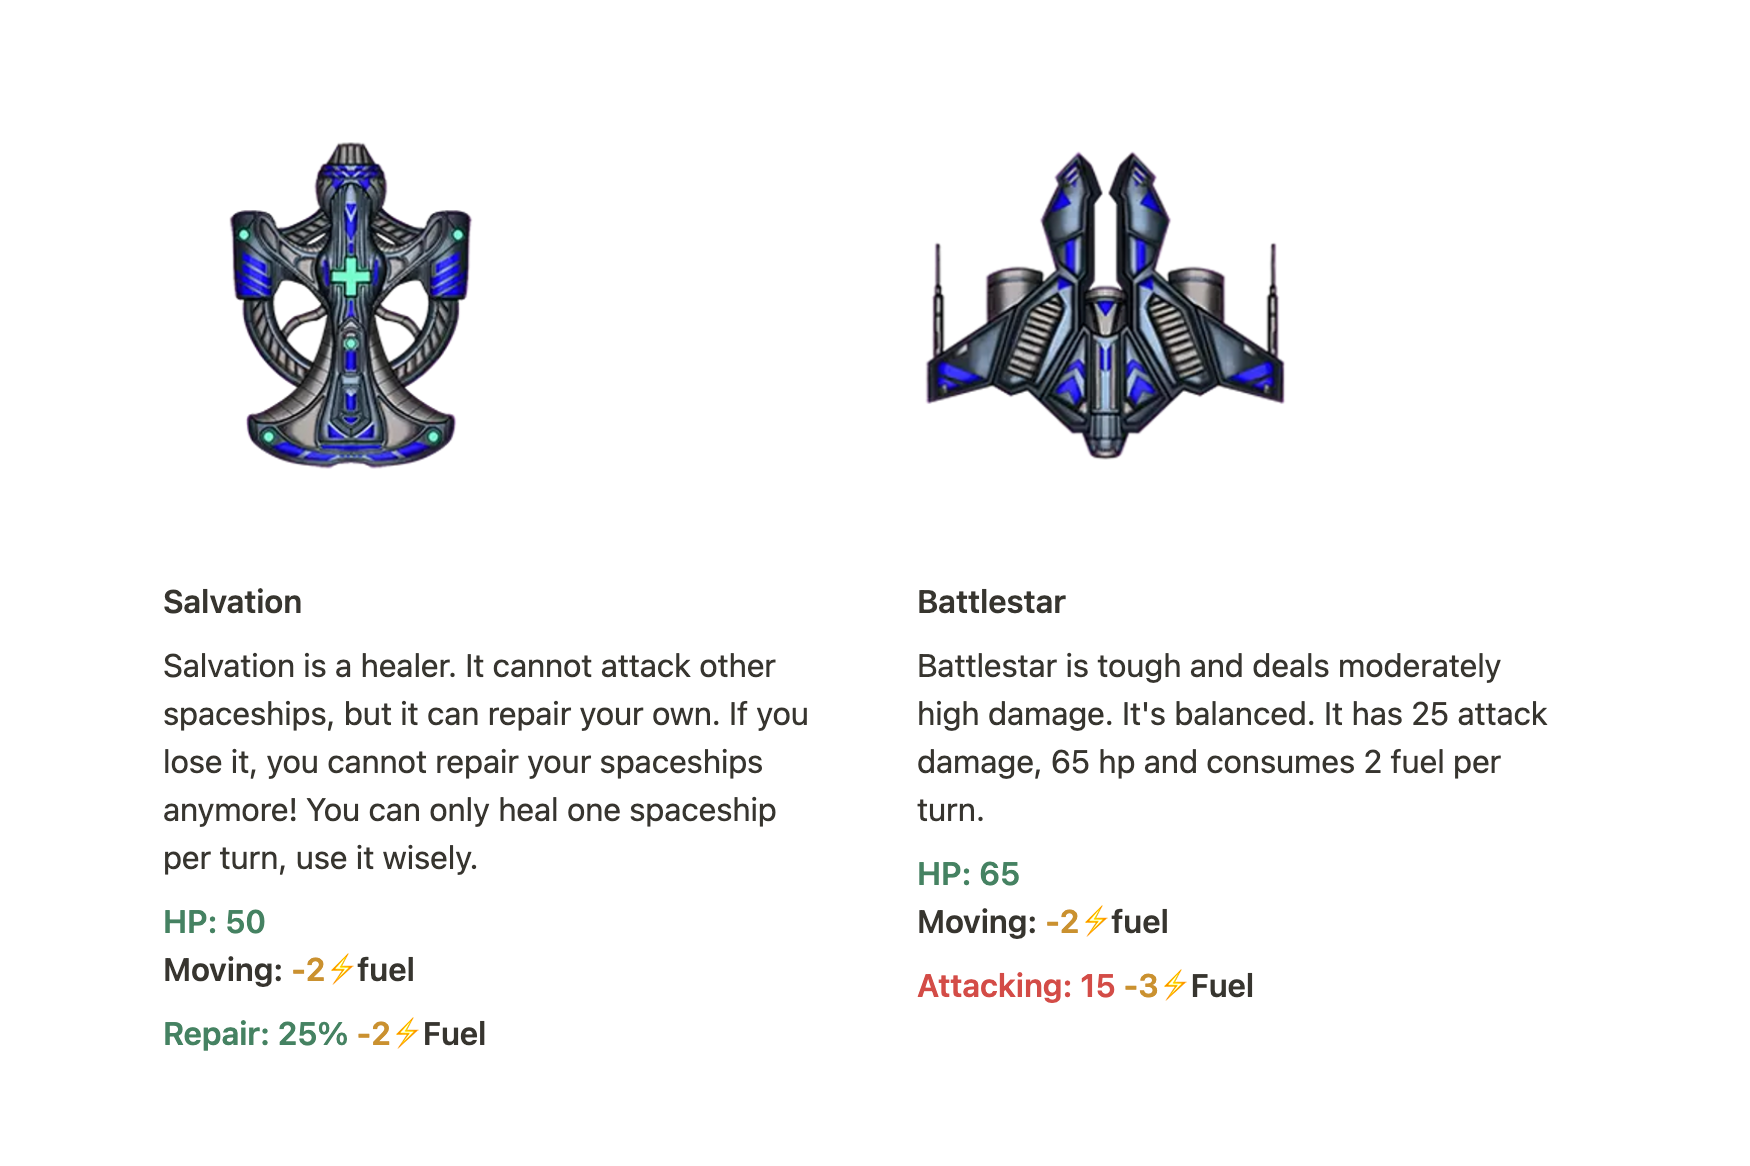 Salvation
Salvation is a healer. It cannot attack other
spaceships, but it can repair your own. If you
lose it, you cannot repair your spaceships
anymore! You can only heal one spaceship
per turn, use it wisely.
HP: 50
Moving: -2⚡fuel
Repair: 25% -2⚡Fuel
Battlestar
Battlestar is tough and deals moderately
high damage. It's balanced. It has 25 attack
damage, 65 hp and consumes 2 fuel per
turn.
HP: 65
Moving: -2⚡fuel
Attacking: 15 -3⚡Fuel